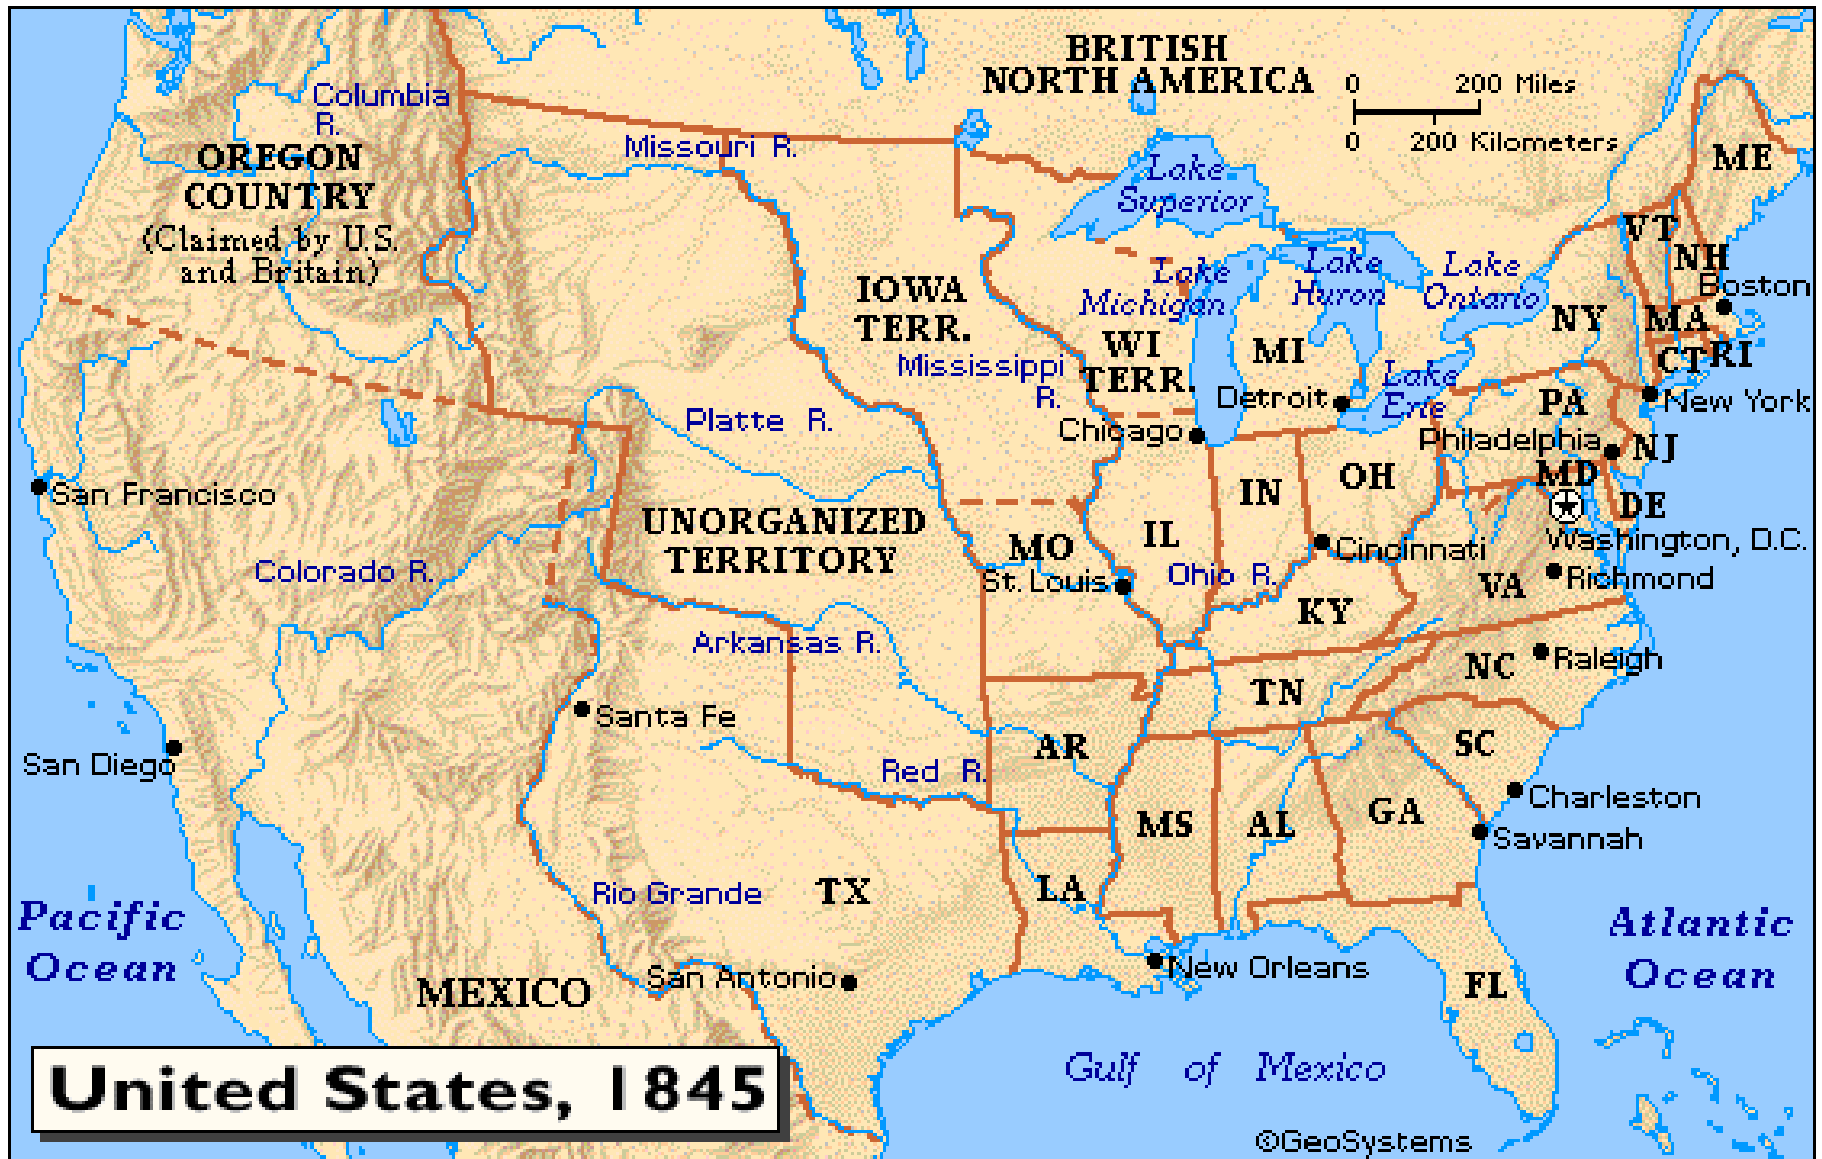 BRITISH
NORTH AMERICA
0 200 Miles
0 200 Kilometers
Columbia
R.
Missouri R.
OREGON
COUNTRY
(Claimed by U.S.
and Britain)
Lake
Superior
ME
VT
NH
Boston
Lake
Michigan
Lake
Huron
Lake
Ontario
IOWA
TERR.
NY
MA
CT
RI
WI
TERR.
MI
Mississippi
R.
Detroit
Lake
Erie
New York
PA
Platte R.
Chicago
Philadelphia
NJ
MD
DE
OH
IN
San Francisco
UNORGANIZED
TERRITORY
MO
IL
Cincinnati
Washington, D.C.
Colorado R.
St. Louis
Ohio R.
VA
Richmond
KY
Arkansas R.
NC
Raleigh
TN
Santa Fe
AR
SC
San Diego
Red R.
Charleston
MS
AL
GA
Savannah
Rio Grande
TX
LA
Pacific
Ocean
Atlantic
Ocean
MEXICO
San Antonio
New Orleans
FL
Gulf of Mexico
United States, 1845
©GeoSystems